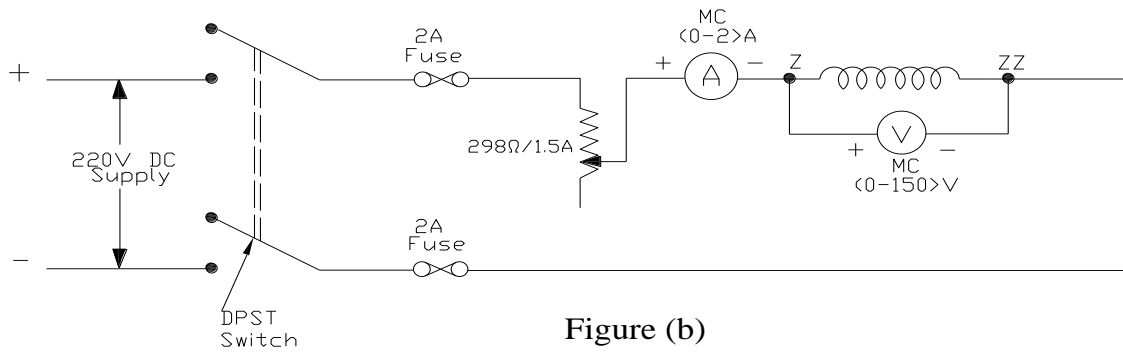 MC
(0-2)A
2A
Fuse
+
+
A
-
Z
ZZ
298Ω/1.5A
V
+
-
220V DC
Supply
MC
(0-150)V
2A
Fuse
-
DPST
Switch
Figure (b)